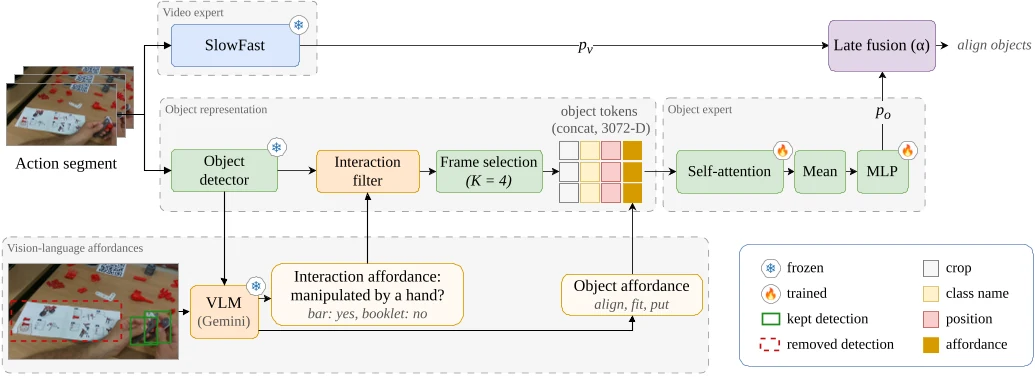 Video expert
SlowFast
p_v
Late fusion (α)
align objects
Action segment
Object representation
Object
detector
Interaction
filter
Frame selection
(K = 4)
object tokens
(concat, 3072-D)
Object expert
p_o
Self-attention
Mean
MLP
Vision-language affordances
VLM
(Gemini)
Interaction affordance:
manipulated by a hand?
bar: yes, booklet: no
Object affordance
align, fit, put
frozen
trained
kept detection
removed detection
crop
class name
position
affordance